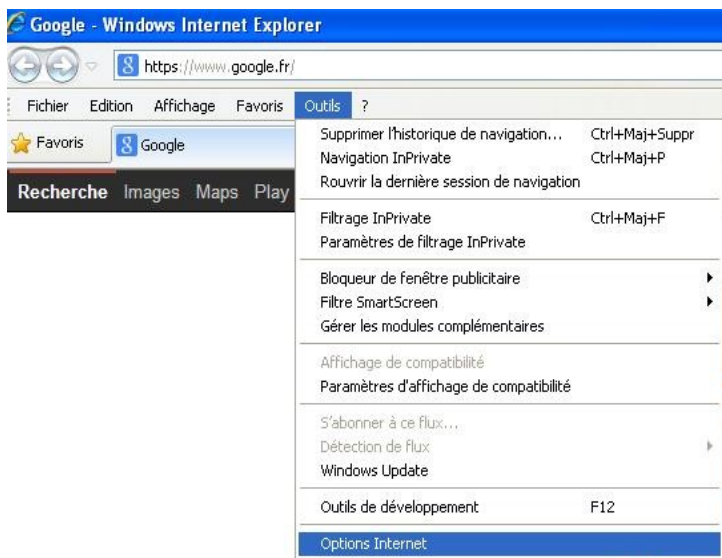 Google - Windows Internet Explorer
https://www.google.fr/
Fichier Edition Affichage Favoris Outils ?
Favoris Google
Recherche Images Maps Play
Supprimer l'historique de navigation... Ctrl+Maj+Suppr
Navigation InPrivate Ctrl+Maj+P
Rouvrir la dernière session de navigation
Filtrage InPrivate Ctrl+Maj+F
Paramètres de filtrage InPrivate
Bloqueur de fenêtre publicitaire
Filtre SmartScreen
Gérer les modules complémentaires
Affichage de compatibilité
Paramètres d'affichage de compatibilité
S'abonner à ce flux...
Détection de flux
Windows Update
Outils de développement F12
Options Internet